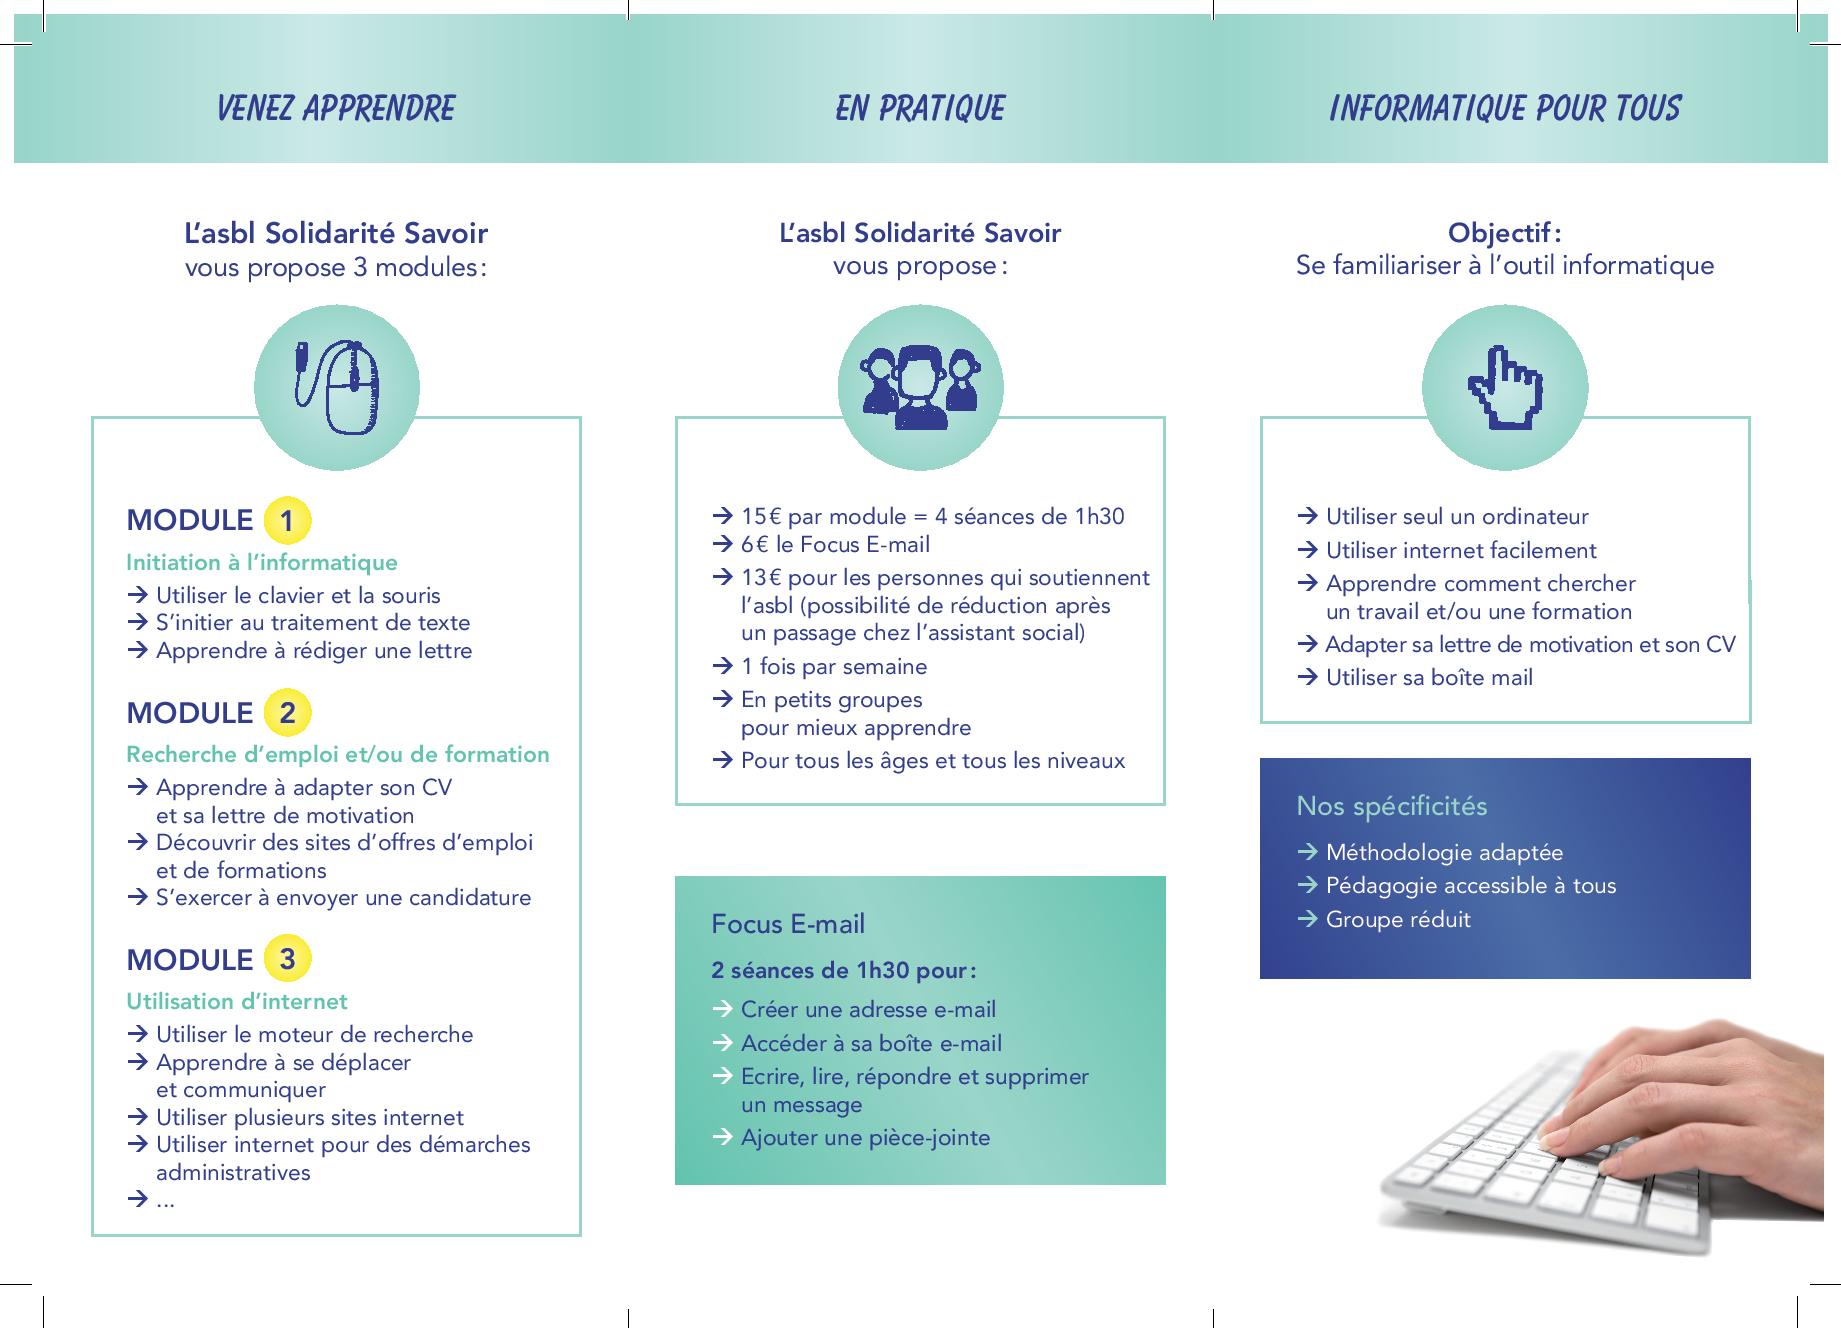 VENEZ APPRENDRE
L'asbl Solidarité Savoir
vous propose 3 modules :
MODULE 1
Initiation à l'informatique
→ Utiliser le clavier et la souris
→ S'initier au traitement de texte
→ Apprendre à rédiger une lettre
MODULE 2
Recherche d'emploi et/ou de formation
→ Apprendre à adapter son CV
et sa lettre de motivation
→ Découvrir des sites d'offres d'emploi
et de formations
→ S'exercer à envoyer une candidature
MODULE 3
Utilisation d'internet
→ Utiliser le moteur de recherche
→ Apprendre à se déplacer
et communiquer
→ Utiliser plusieurs sites internet
→ Utiliser internet pour des démarches
administratives
→ ...
EN PRATIQUE
L'asbl Solidarité Savoir
vous propose :
→ 15 € par module = 4 séances de 1h30
→ 6 € le Focus E-mail
→ 13 € pour les personnes qui soutiennent
l'asbl (possibilité de réduction après
un passage chez l'assistant social)
→ 1 fois par semaine
→ En petits groupes
pour mieux apprendre
→ Pour tous les âges et tous les niveaux
Focus E-mail
2 séances de 1h30 pour :
→ Créer une adresse e-mail
→ Accéder à sa boîte e-mail
→ Ecrire, lire, répondre et supprimer
un message
→ Ajouter une pièce-jointe
INFORMATIQUE POUR TOUS
Objectif :
Se familiariser à l'outil informatique
→ Utiliser seul un ordinateur
→ Utiliser internet facilement
→ Apprendre comment chercher
un travail et/ou une formation
→ Adapter sa lettre de motivation et son CV
→ Utiliser sa boîte mail
Nos spécificités
→ Méthodologie adaptée
→ Pédagogie accessible à tous
→ Groupe réduit